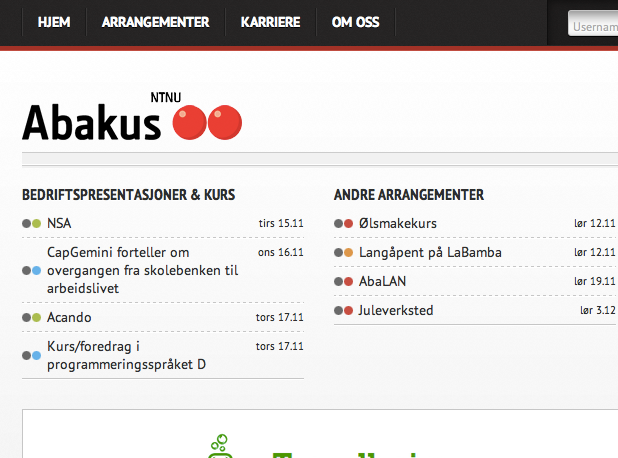 HJEM ARRANGEMENTER KARRIERE OM OSS Usernam
NTNU
Abakus
BEDRIFTSPRESENTASJONER & KURS
NSA tirs 15.11
CapGemini forteller om ons 16.11
overgangen fra skolebenken til
arbeidslivet
Acando tors 17.11
Kurs/foredrag i tors 17.11
programmeringsspråket D
ANDRE ARRANGEMENTER
Ølsmakekurs lør 12.11
Langåpent på LaBamba lør 12.11
AbaLAN lør 19.11
Juleverksted lør 3.12